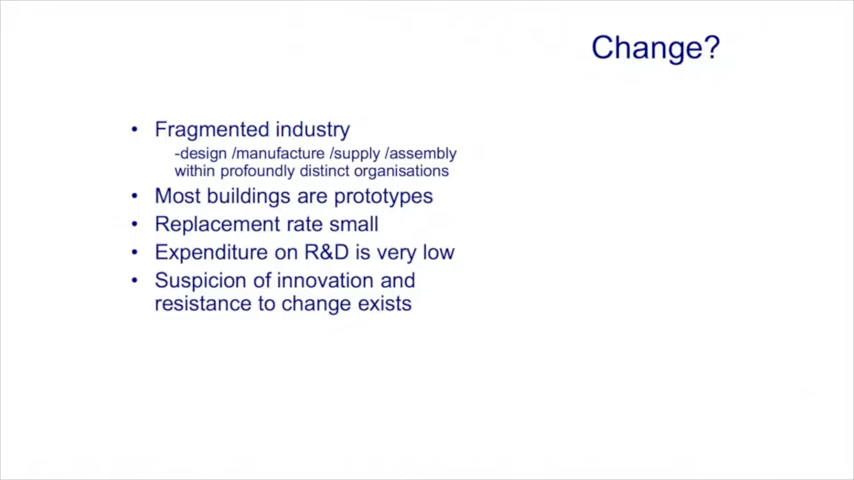 Change?
• Fragmented industry
-design /manufacture /supply /assembly
within profoundly distinct organisations
• Most buildings are prototypes
• Replacement rate small
• Expenditure on R&D is very low
• Suspicion of innovation and
resistance to change exists